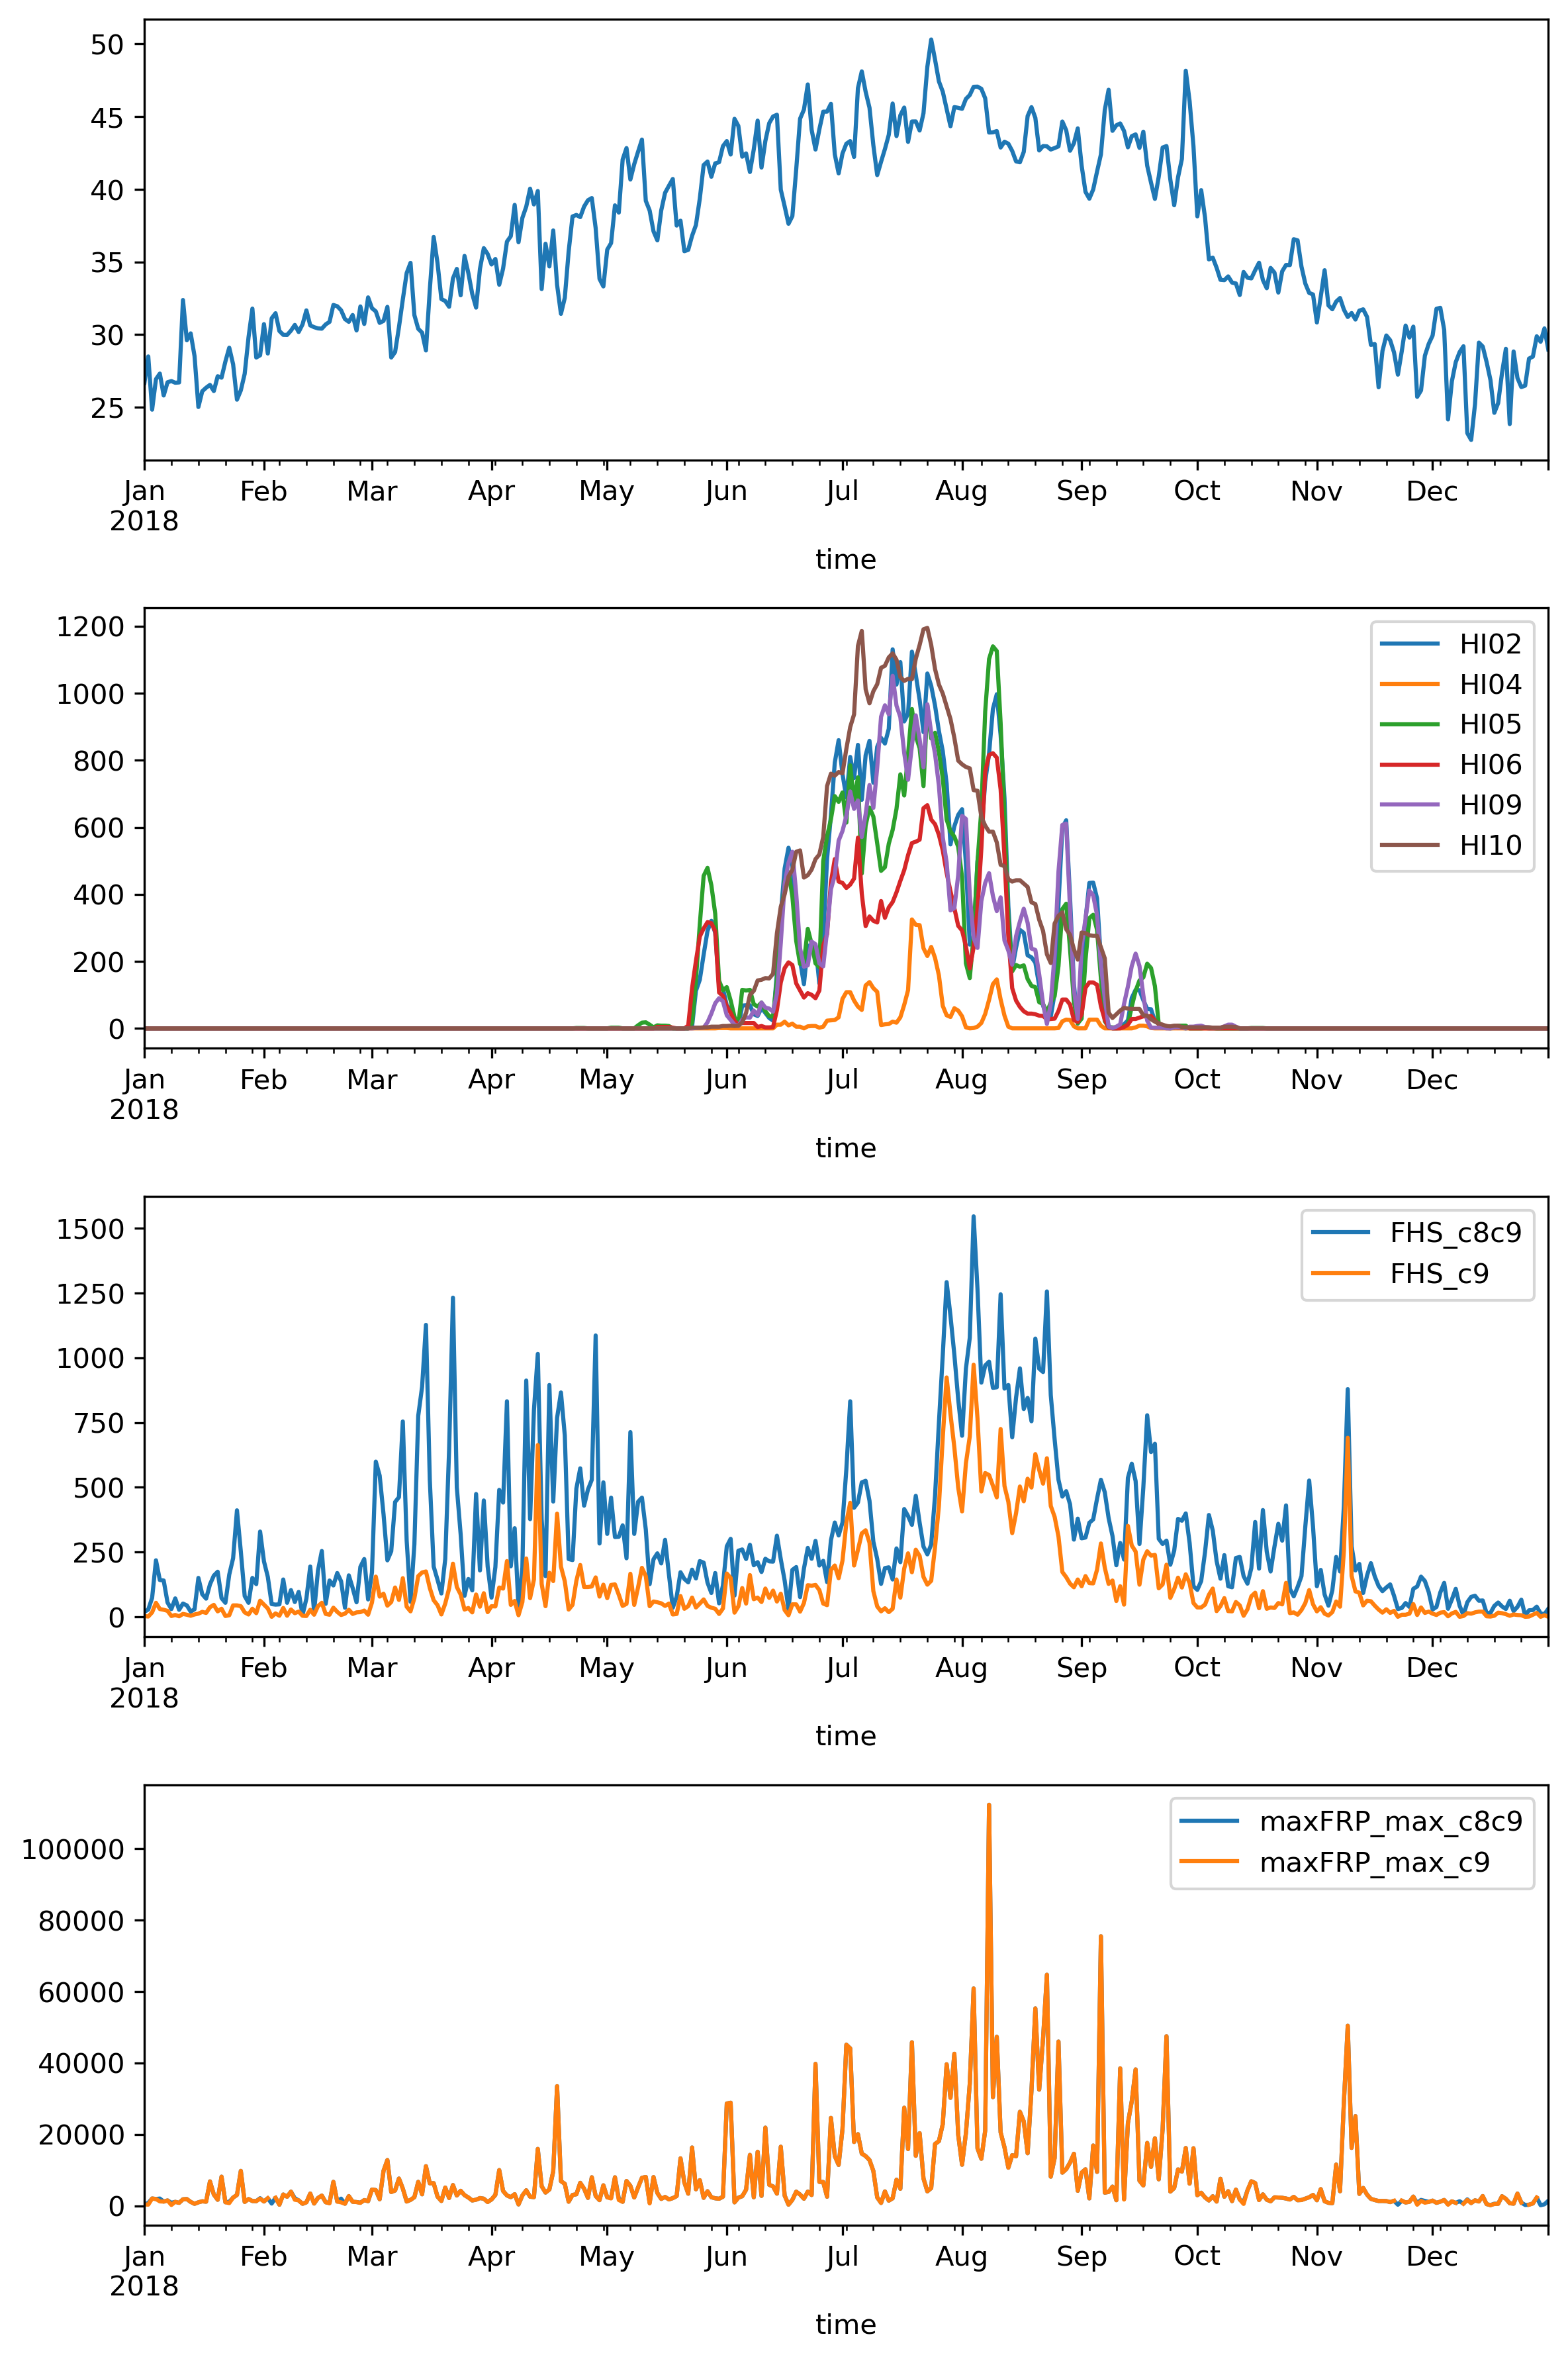 50
45
40
35
30
25
Jan Feb Mar Apr May Jun Jul Aug Sep Oct Nov Dec
2018
time
1200
1000
800
600
400
200
0
HI02
HI04
HI05
HI06
HI09
HI10
Jan Feb Mar Apr May Jun Jul Aug Sep Oct Nov Dec
2018
time
1500
1250
1000
750
500
250
0
FHS_c8c9
FHS_c9
Jan Feb Mar Apr May Jun Jul Aug Sep Oct Nov Dec
2018
time
100000
80000
60000
40000
20000
0
maxFRP_max_c8c9
maxFRP_max_c9
Jan Feb Mar Apr May Jun Jul Aug Sep Oct Nov Dec
2018
time